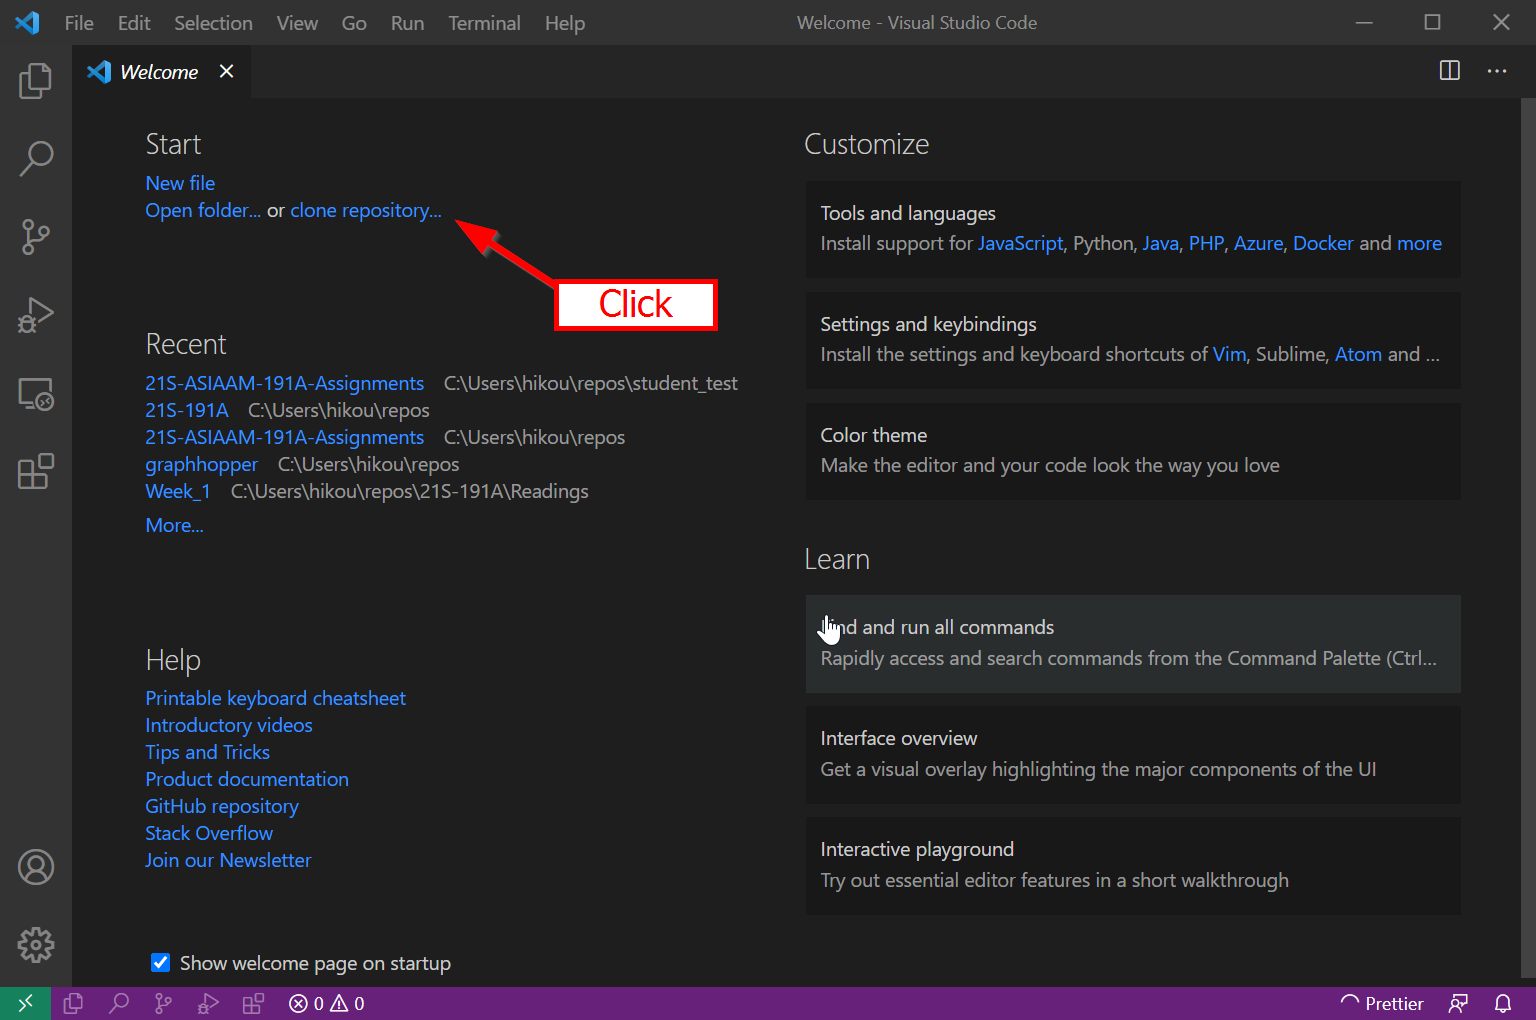 File Edit Selection View Go Run Terminal Help Welcome - Visual Studio Code
Welcome
Start
New file
Open folder... or clone repository...
Click
Recent
21S-ASIAAM-191A-Assignments C:\Users\hikou\repos\student_test
21S-191A C:\Users\hikou\repos
21S-ASIAAM-191A-Assignments C:\Users\hikou\repos
graphhopper C:\Users\hikou\repos
Week_1 C:\Users\hikou\repos\21S-191A\Readings
More...
Help
Printable keyboard cheatsheet
Introductory videos
Tips and Tricks
Product documentation
GitHub repository
Stack Overflow
Join our Newsletter
Show welcome page on startup
Customize
Tools and languages
Install support for JavaScript, Python, Java, PHP, Azure, Docker and more
Settings and keybindings
Install the settings and keyboard shortcuts of Vim, Sublime, Atom and ...
Color theme
Make the editor and your code look the way you love
Learn
Find and run all commands
Rapidly access and search commands from the Command Palette (Ctrl...
Interface overview
Get a visual overlay highlighting the major components of the UI
Interactive playground
Try out essential editor features in a short walkthrough
0 0 Prettier